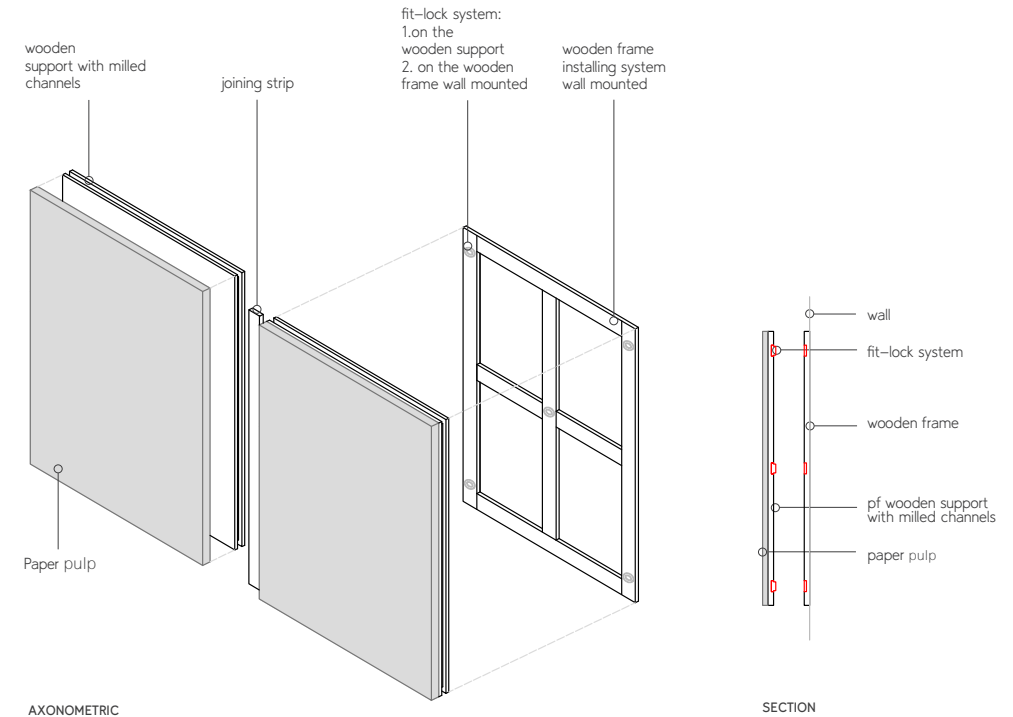 wooden
support with milled
channels
joining strip
fit-lock system:
1.on the
wooden support
2. on the wooden
frame wall mounted
wooden frame
installing system
wall mounted
Paper pulp
AXONOMETRIC
wall
fit-lock system
wooden frame
pf wooden support
with milled channels
paper pulp
SECTION